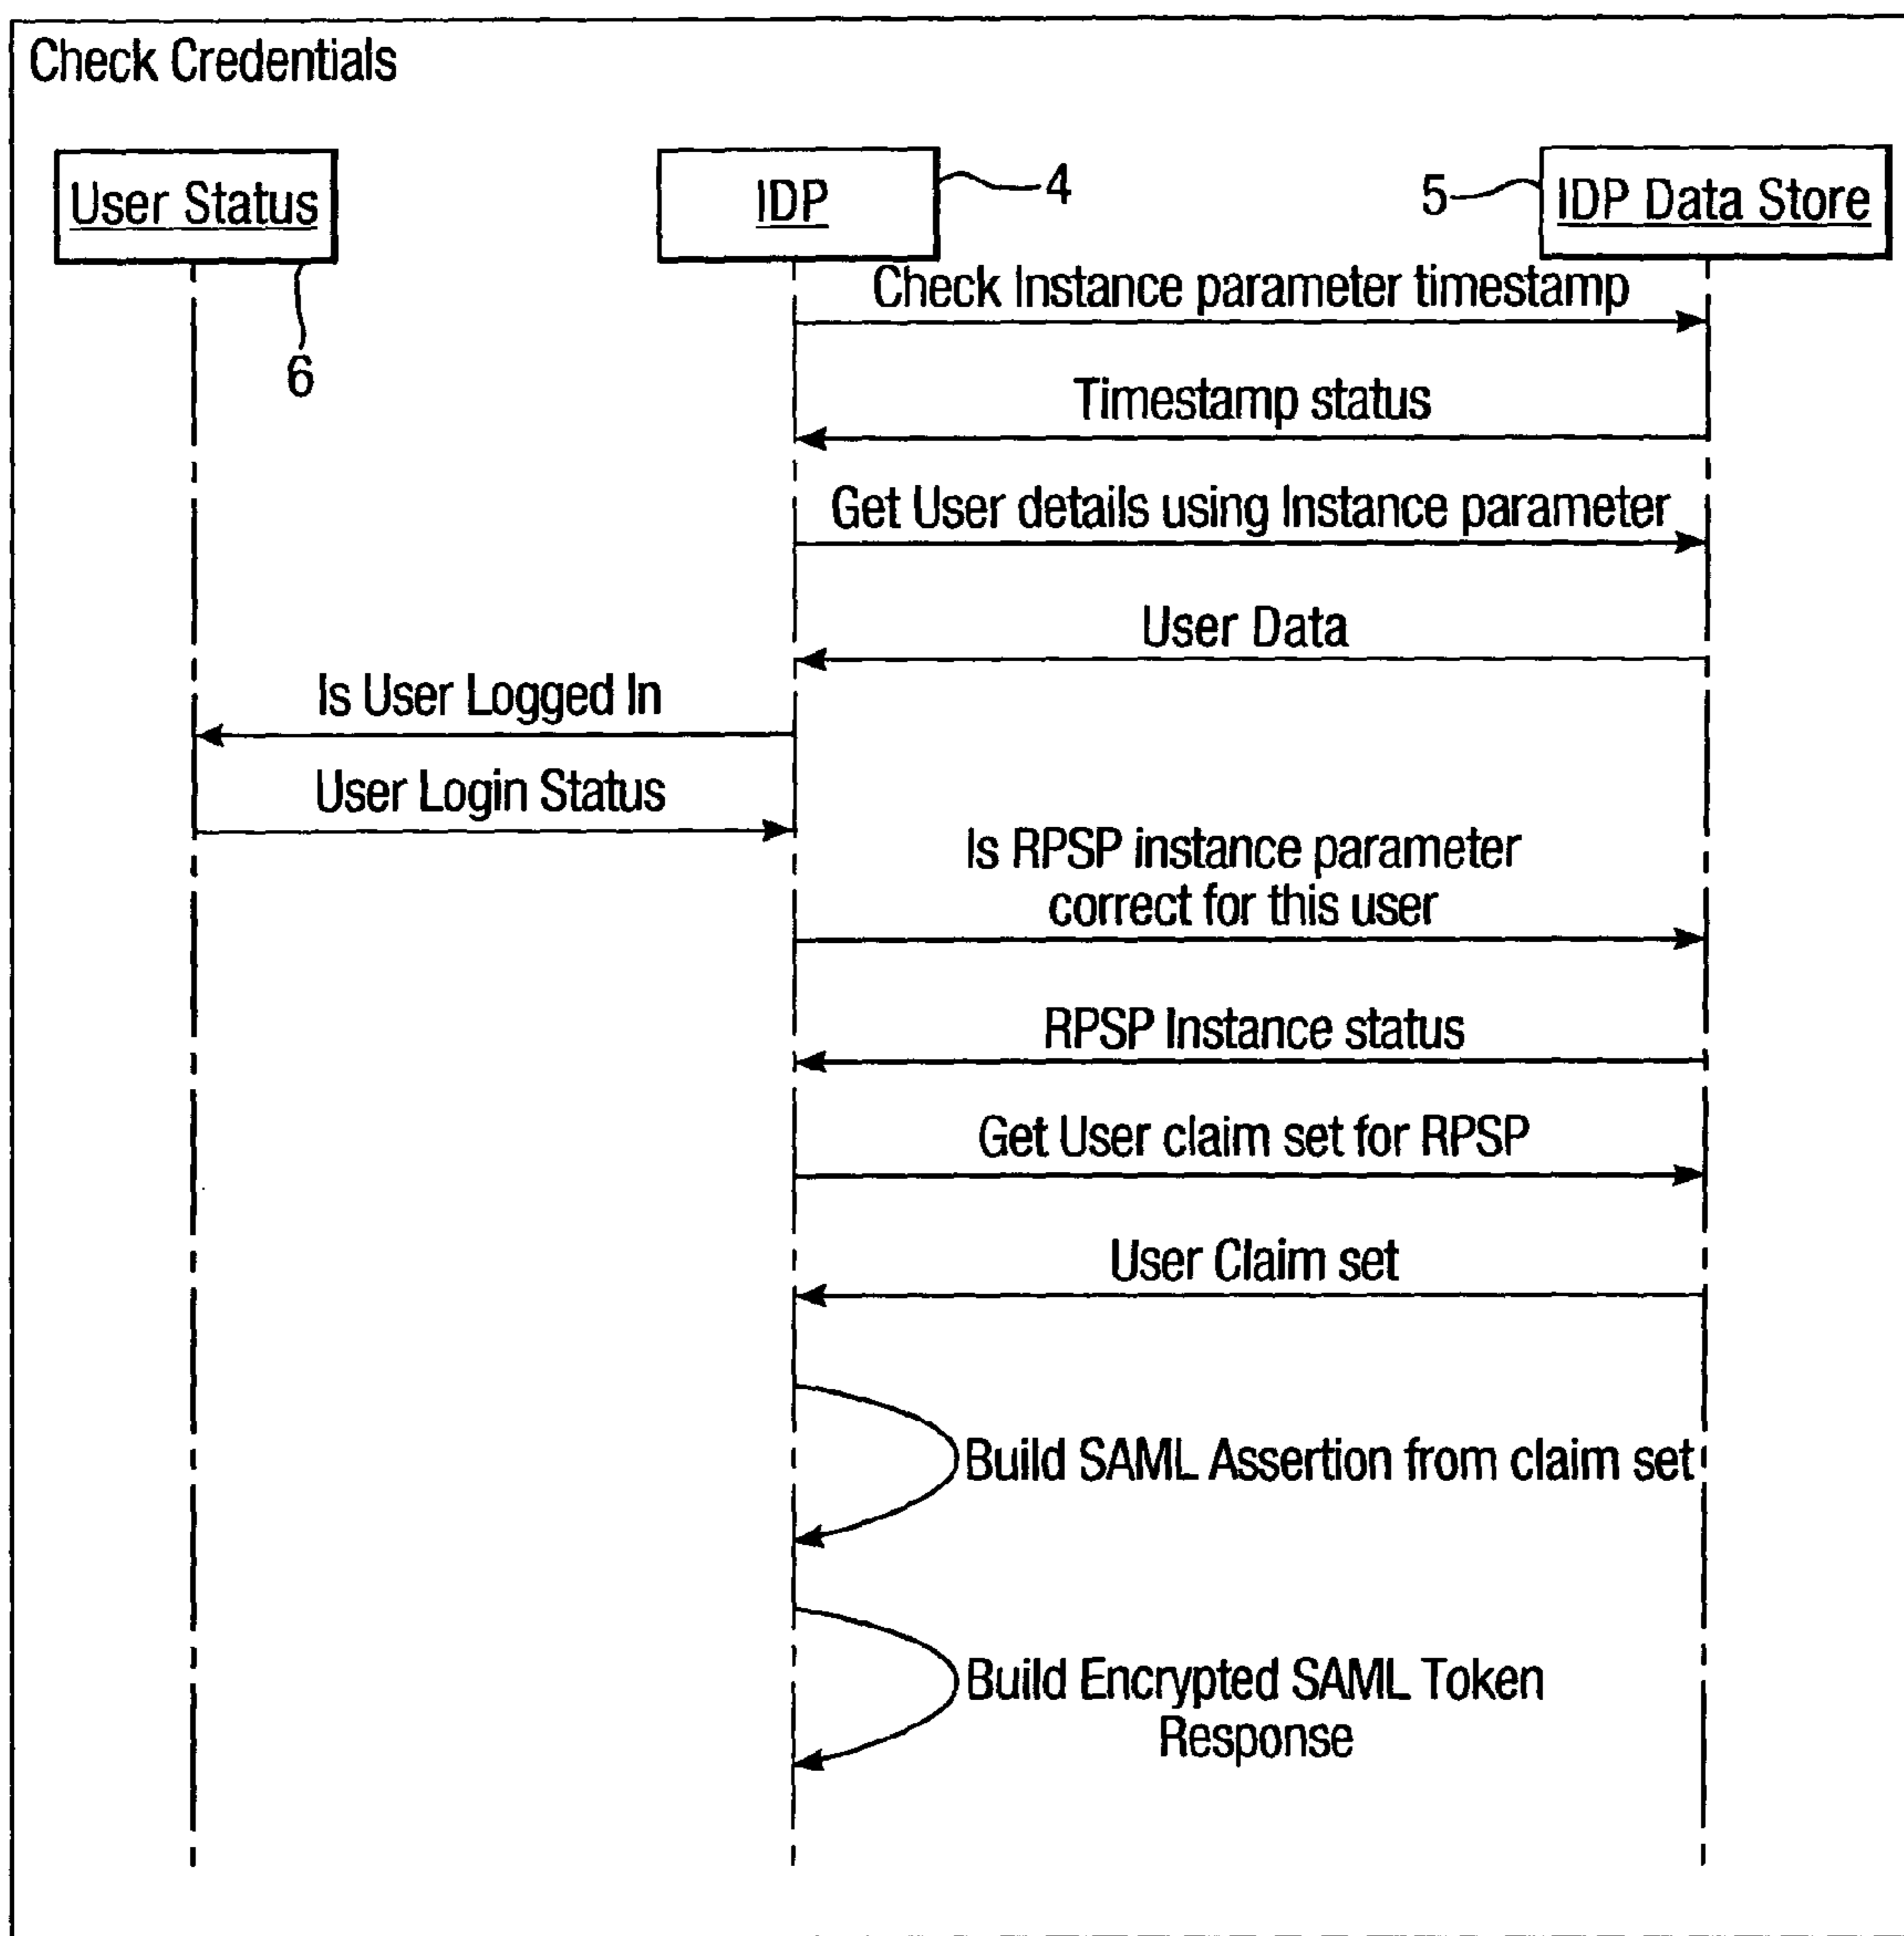 Check Credentials
User Status
IDP
4
5
IDP Data Store
6
Check Instance parameter timestamp
Timestamp status
Get User details using Instance parameter
User Data
Is User Logged In
User Login Status
Is RPSP instance parameter
correct for this user
RPSP Instance status
Get User claim set for RPSP
User Claim set
Build SAML Assertion from claim set
Build Encrypted SAML Token
Response